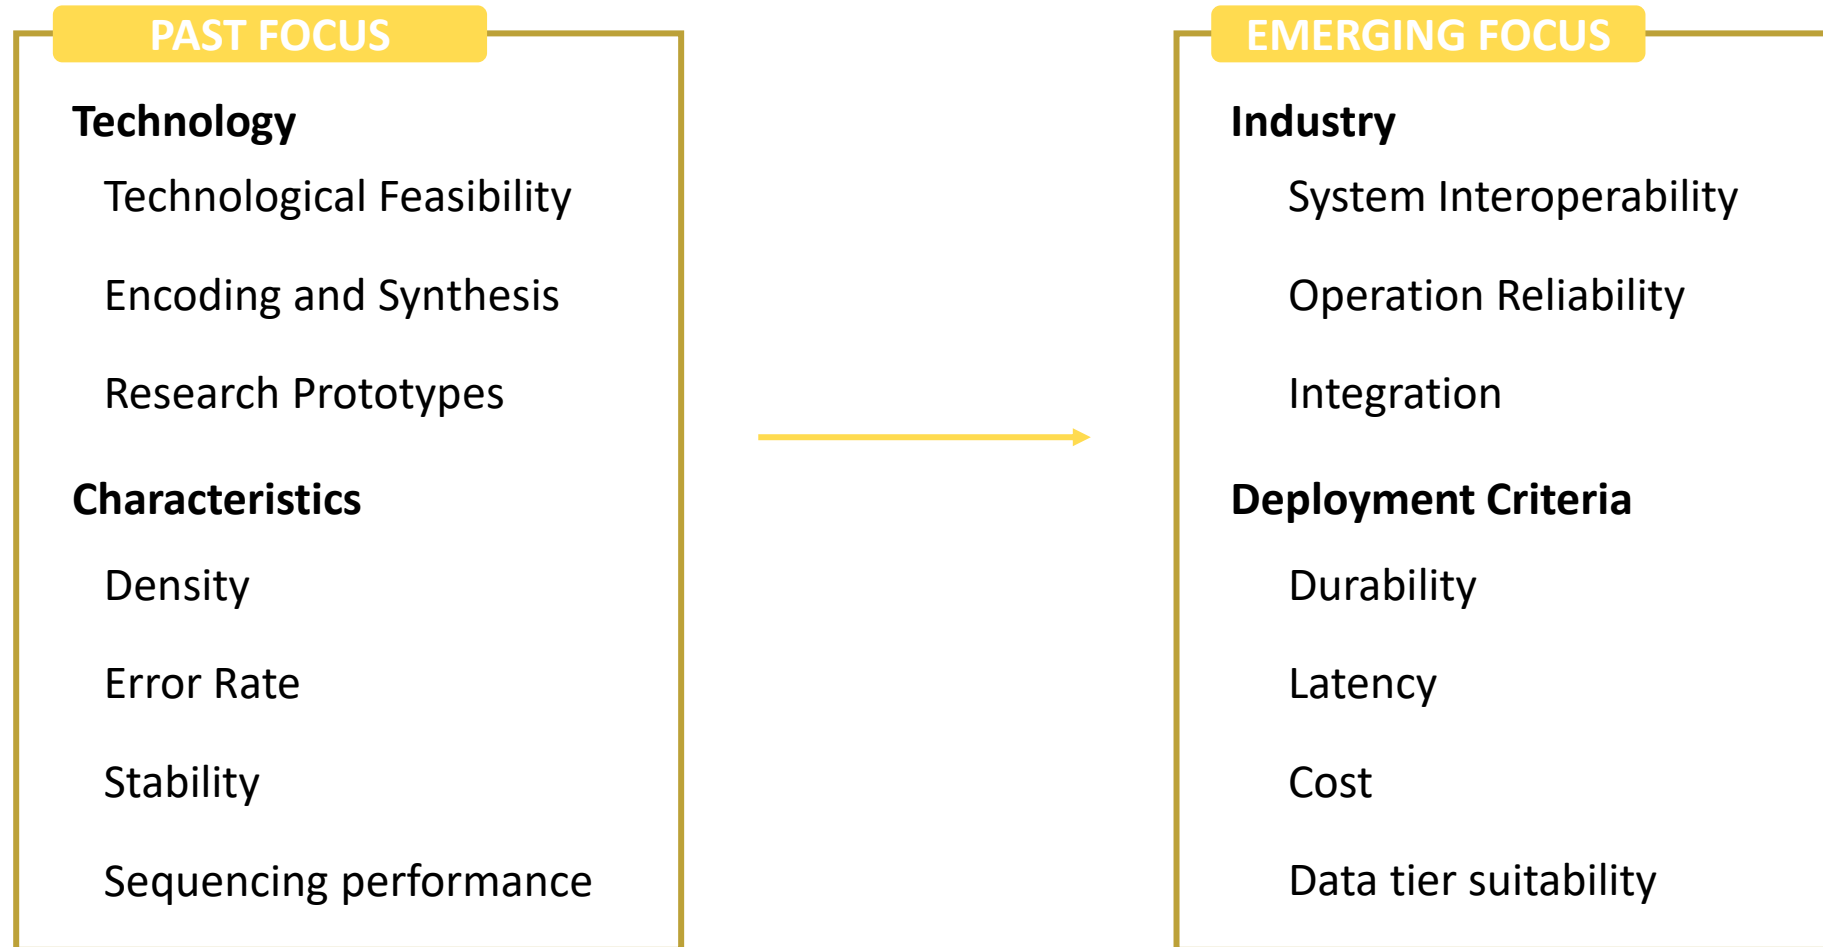 PAST FOCUS
Technology
Technological Feasibility
Encoding and Synthesis
Research Prototypes
Characteristics
Density
Error Rate
Stability
Sequencing performance
EMERGING FOCUS
Industry
System Interoperability
Operation Reliability
Integration
Deployment Criteria
Durability
Latency
Cost
Data tier suitability